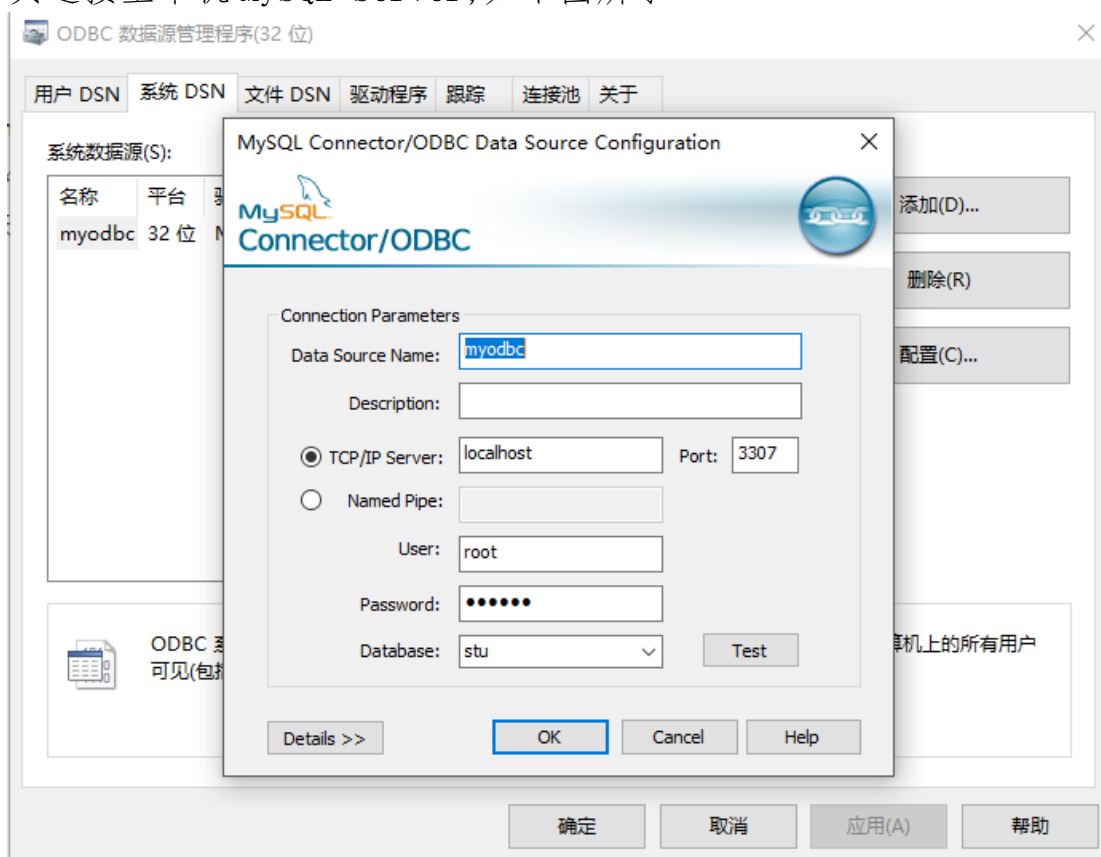 MySQL Server,
ODBC 数据源管理程序(32 位)
用户 DSN 系统 DSN 文件 DSN 驱动程序 跟踪 连接池 关于
系统数据源(S):
名称 平台
myodbc 32 位
添加(D)...
删除(R)
配置(C)...
MySQL Connector/ODBC Data Source Configuration
MySQL
Connector/ODBC
Connection Parameters
Data Source Name: myodbc
Description:
TCP/IP Server: localhost Port: 3307
Named Pipe:
User: root
Password: ●●●●●●
Database: stu Test
Details >> OK Cancel Help
ODBC
机上的所有用户
可见(包
确定 取消 应用(A) 帮助